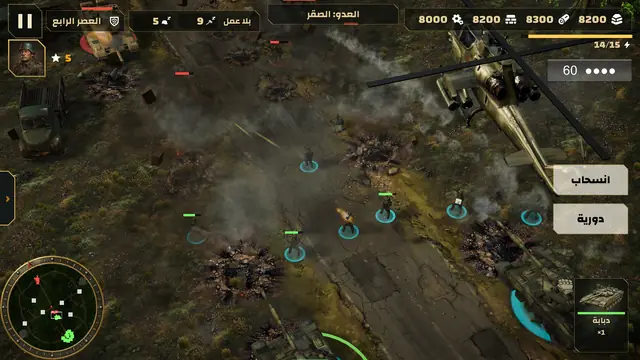 العصر الرابع
5
بلا عمل
9
العدو: الصقر
8000
8200
8300
8200
14/15
5
60
انسحاب
دورية
دبابة
×1